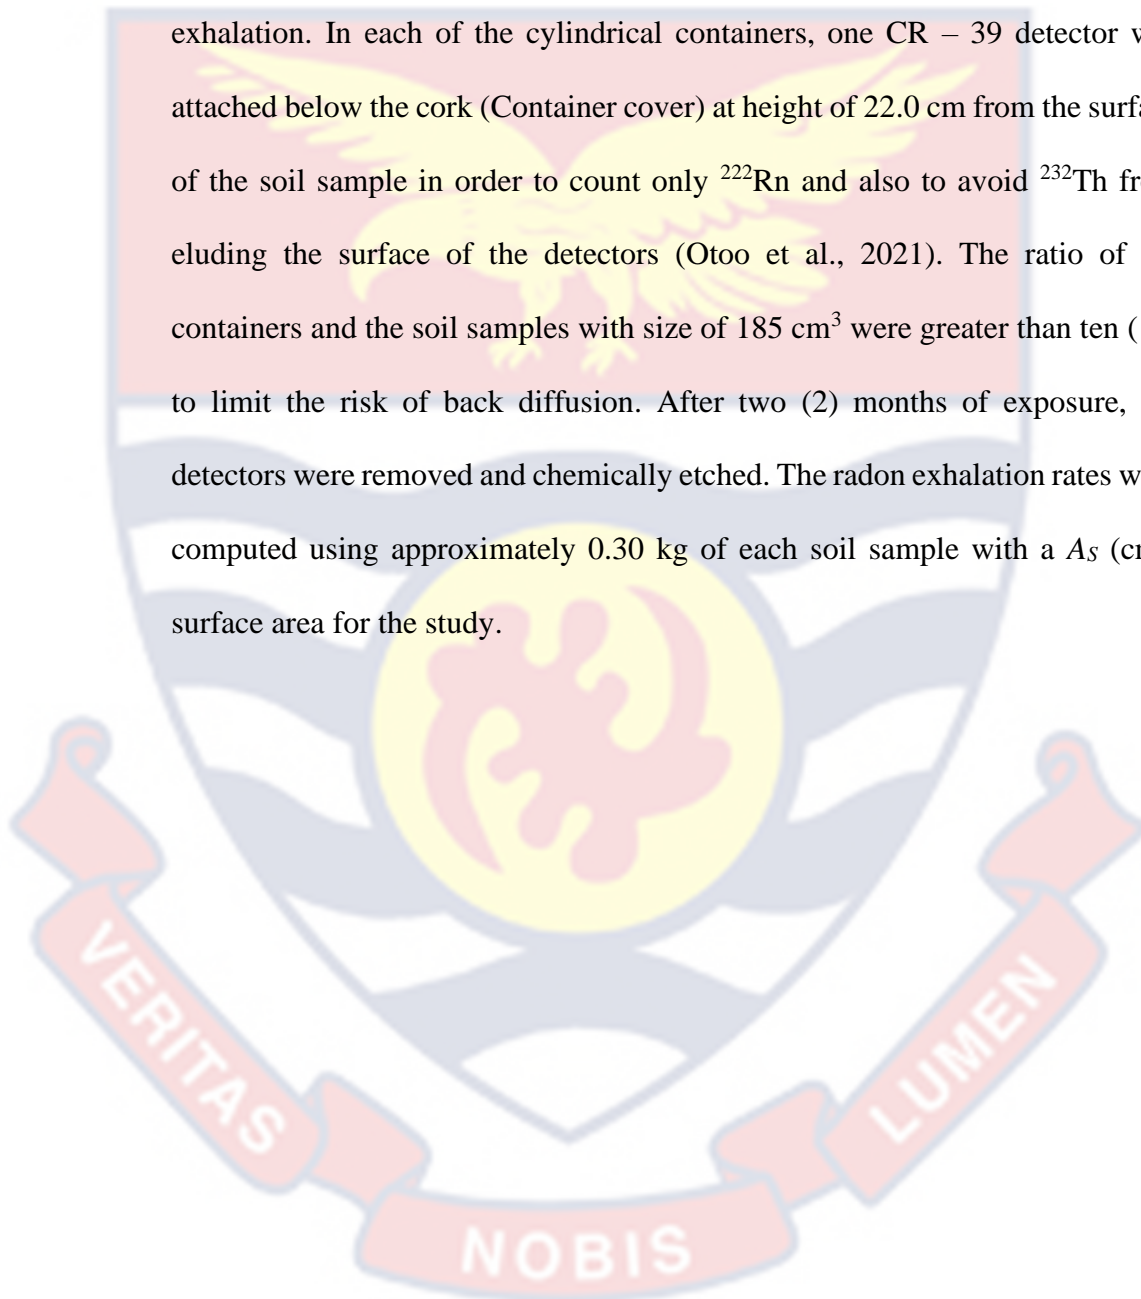 exhalation. In each of the cylindrical containers, one CR – 39 detector w
attached below the cork (Container cover) at height of 22.0 cm from the surfa
of the soil sample in order to count only ²²²Rn and also to avoid ²³²Th fr
eluding the surface of the detectors (Otoo et al., 2021). The ratio of
containers and the soil samples with size of 185 cm³ were greater than ten (
to limit the risk of back diffusion. After two (2) months of exposure,
detectors were removed and chemically etched. The radon exhalation rates w
computed using approximately 0.30 kg of each soil sample with a A_S (cm
surface area for the study.
VERITAS
NOBIS
LUMEN